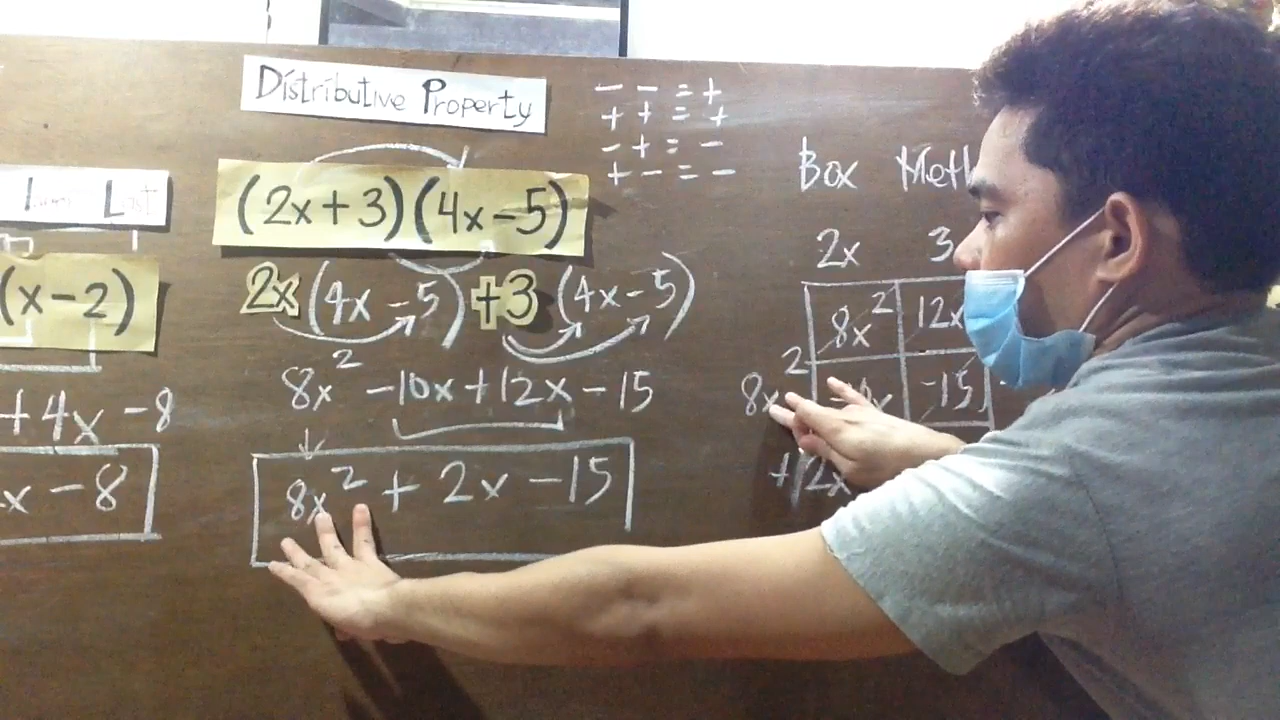 Distributive Property
(2x + 3)(4x - 5)
2x (4x - 5) +3 (4x - 5)
8x² - 10x + 12x - 15
8x² + 2x - 15
- - = +
+ + = +
- + = -
+ - = -
Box
2x 3
8x² 12x
-15
8x²
+12x
L
(x - 2)
+ 4x - 8
x - 8